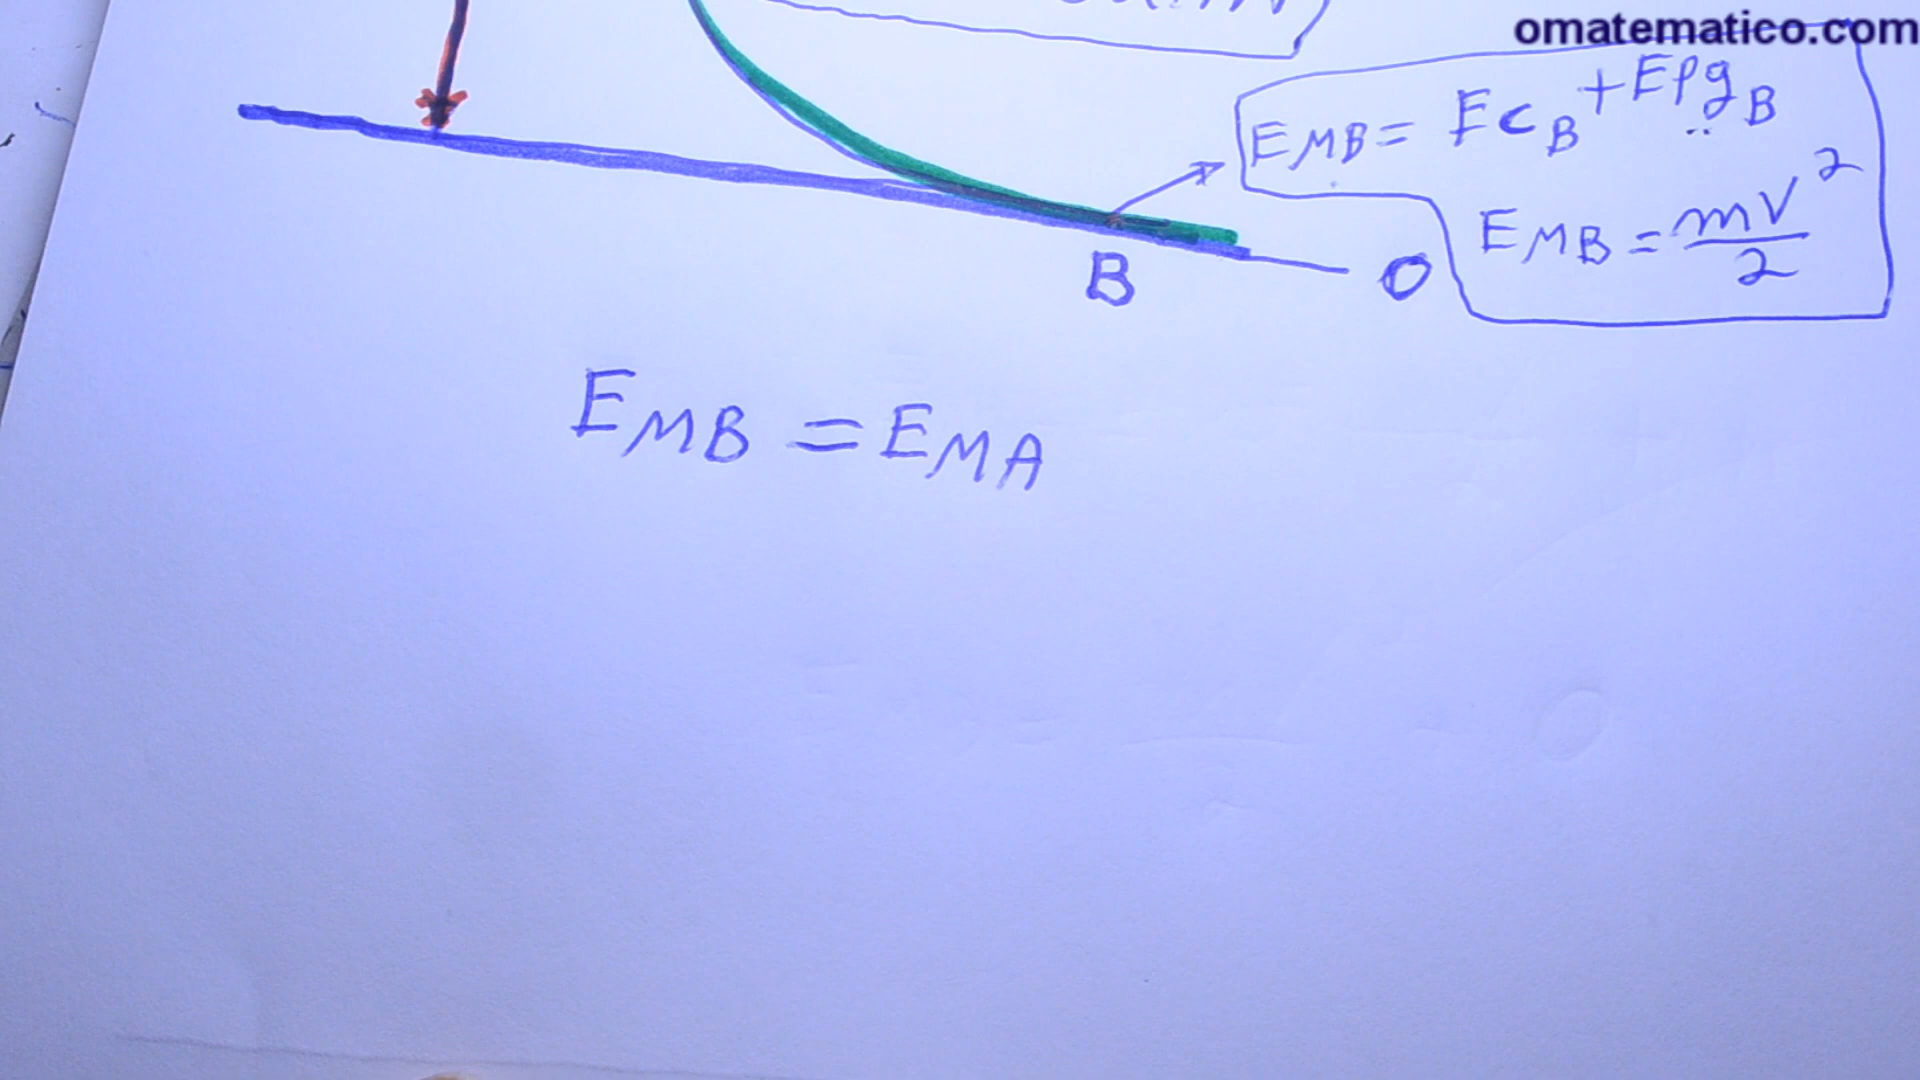 omatematico.com
EMB = EcB + EpgB
EMB = mv²/2
B
O
EMB = EMA